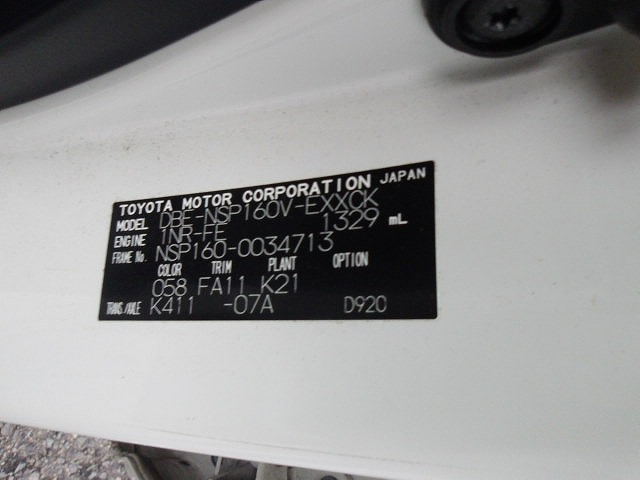 TOYOTA MOTOR CORPORATION JAPAN
MODEL DBE-NSP160V-EXXCK
ENGINE 1NR-FE 1329 mL
FRAME No. NSP160-0034713
COLOR TRIM PLANT OPTION
058 FA11 K21
TRANS./AXLE K411 -07A D920